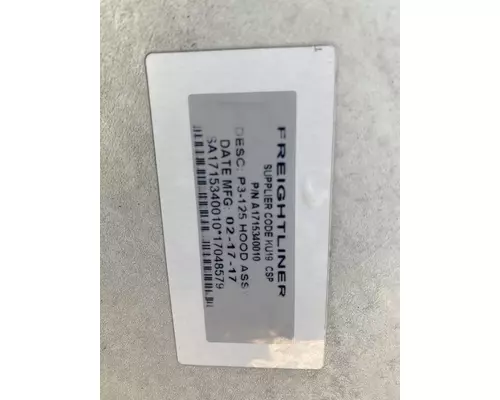 FREIGHTLINER
SUPPLIER CODE KU19 CSP
P/N A1715340010
DESC: P3-125 HOOD ASS
DATE MFG: 02-17-17
SA1715340010*17048579